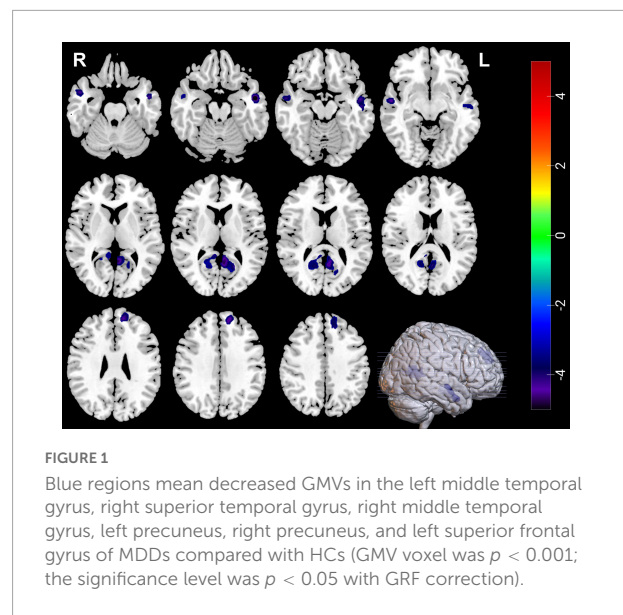 R
L
4
2
0
-2
-4
FIGURE 1
Blue regions mean decreased GMVs in the left middle temporal
gyrus, right superior temporal gyrus, right middle temporal
gyrus, left precuneus, right precuneus, and left superior frontal
gyrus of MDDs compared with HCs (GMV voxel was p < 0.001;
the significance level was p < 0.05 with GRF correction).